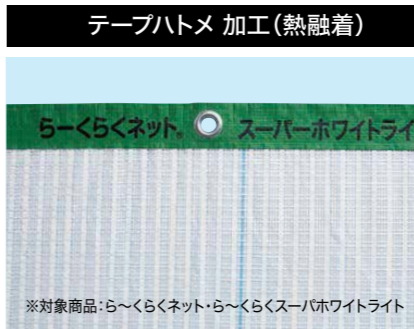 テープハトメ 加工（熱融着）
らーくらくネット® スーパーホワイトライ
※対象商品：ら～くらくネット・ら～くらくスーパホワイトライト